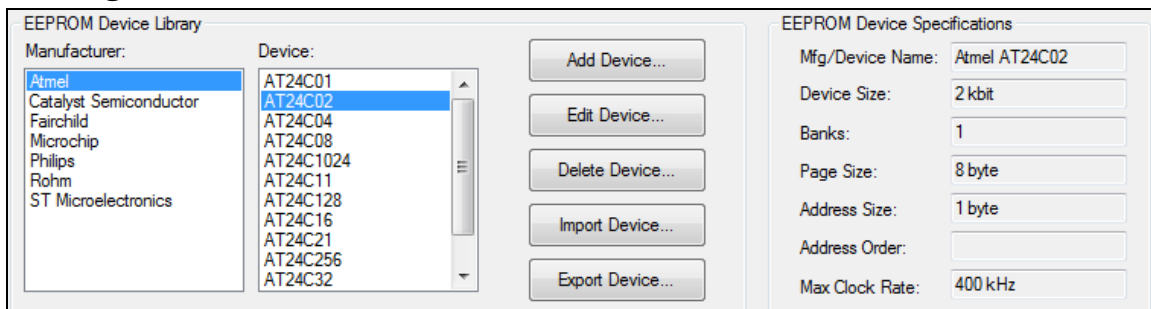 EEPROM Device Library
Manufacturer:
Atmel
Catalyst Semiconductor
Fairchild
Microchip
Philips
Rohm
ST Microelectronics
Device:
AT24C01
AT24C02
AT24C04
AT24C08
AT24C1024
AT24C11
AT24C128
AT24C16
AT24C21
AT24C256
AT24C32
Add Device...
Edit Device...
Delete Device...
Import Device...
Export Device...
EEPROM Device Specifications
Mfg/Device Name: Atmel AT24C02
Device Size: 2 kbit
Banks: 1
Page Size: 8 byte
Address Size: 1 byte
Address Order:
Max Clock Rate: 400 kHz